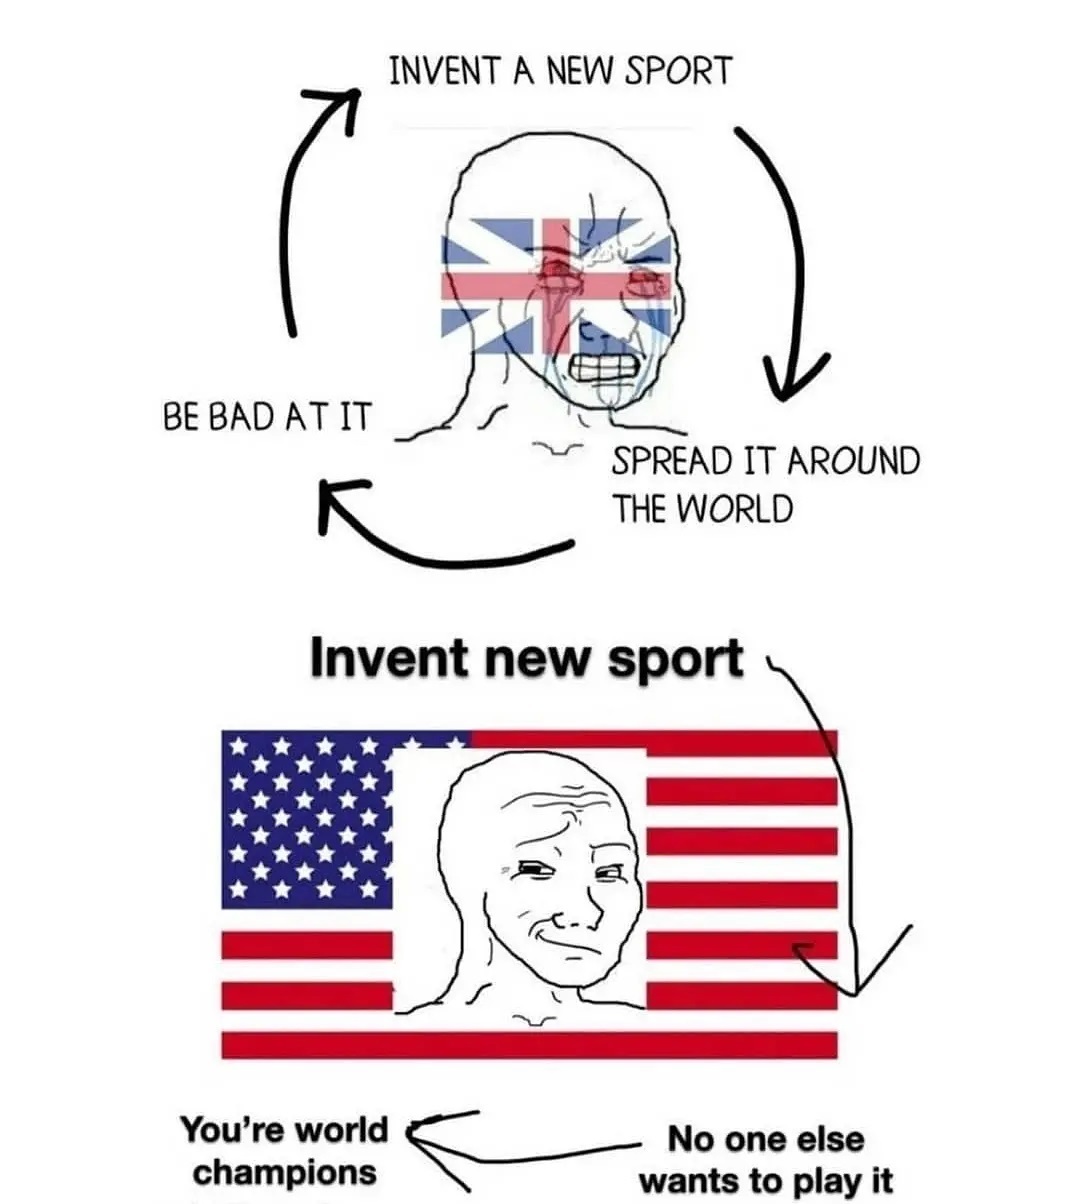 INVENT A NEW SPORT
BE BAD AT IT
SPREAD IT AROUND
THE WORLD
Invent new sport
You're world
champions
No one else
wants to play it